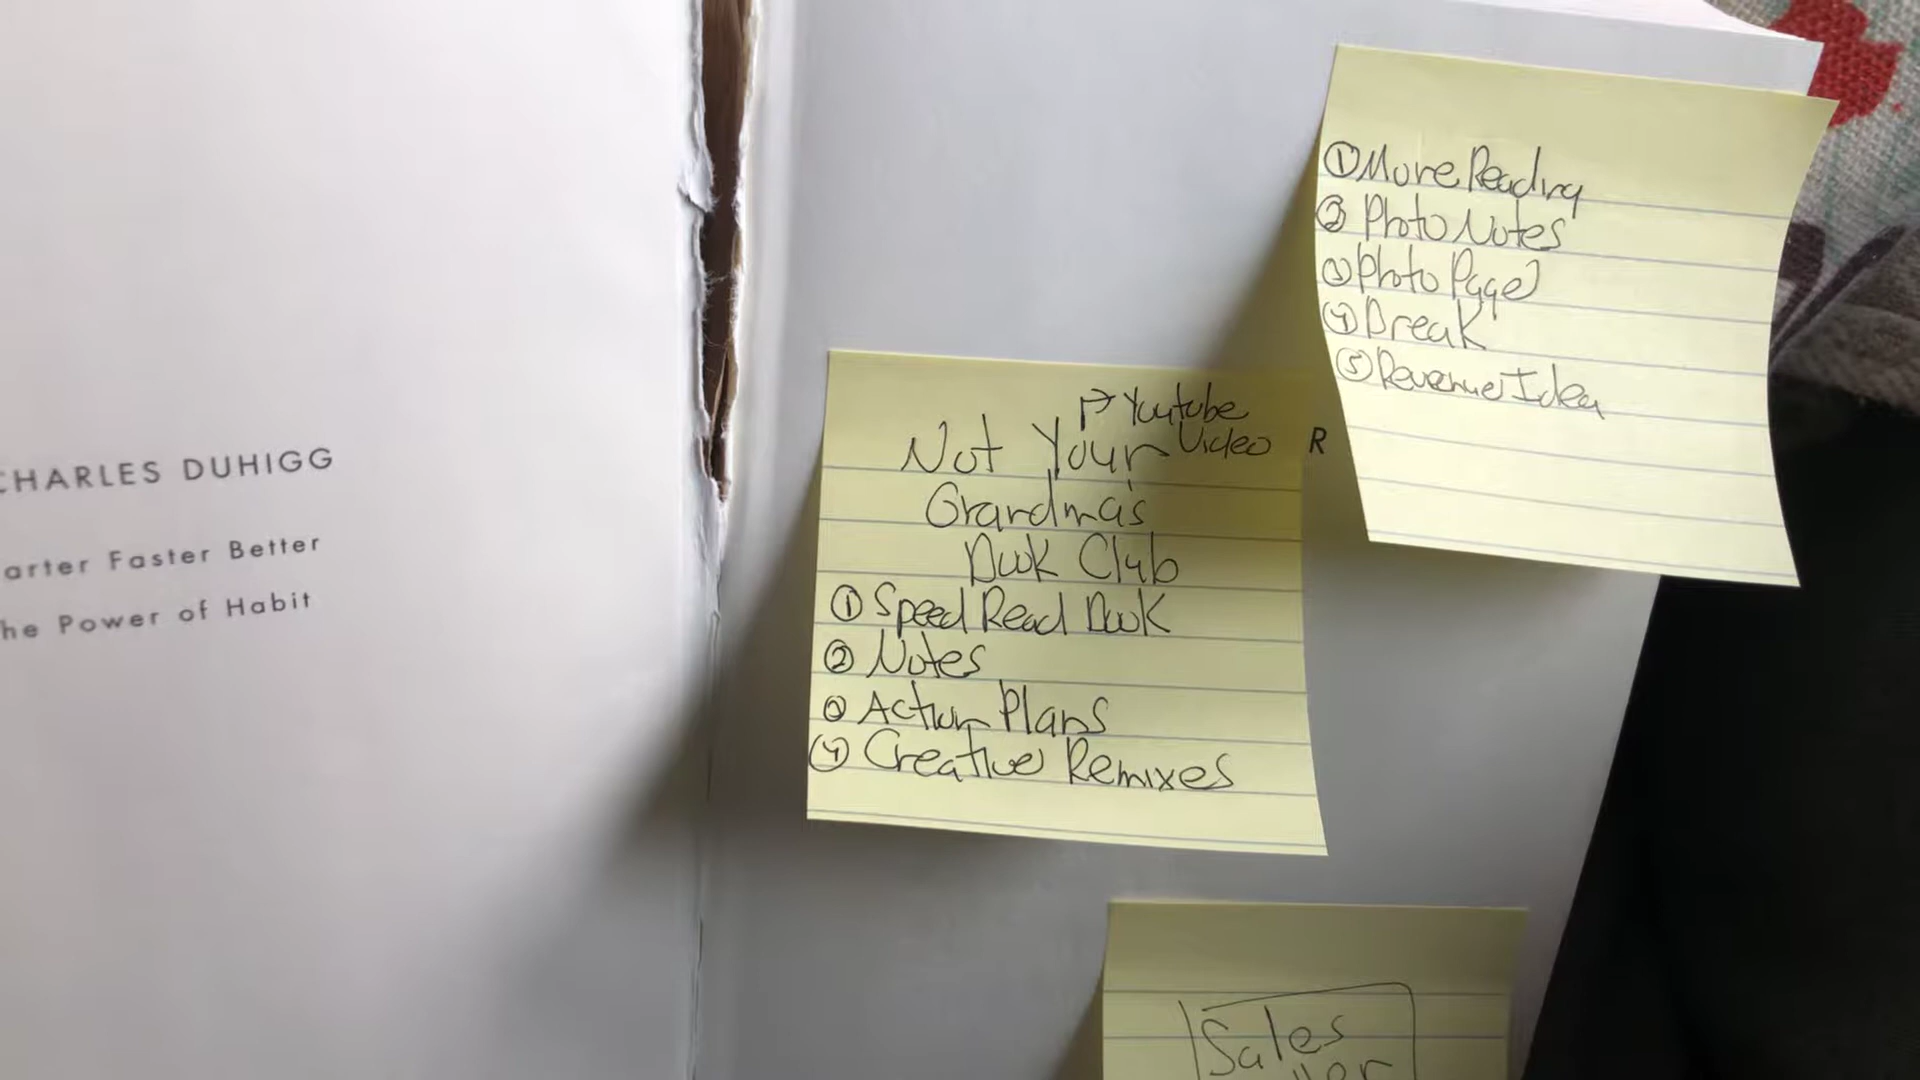 CHARLES DUHIGG
arter Faster Better
he Power of Habit
① More Reading
② Photo Notes
③ Photo Page
④ Break
⑤ Revenue Idea
R
↱ Youtube
Video
Not Your
Grandma's
Book Club
① Speed Read Book
② Notes
③ Action Plans
④ Creative Remixes
Sales